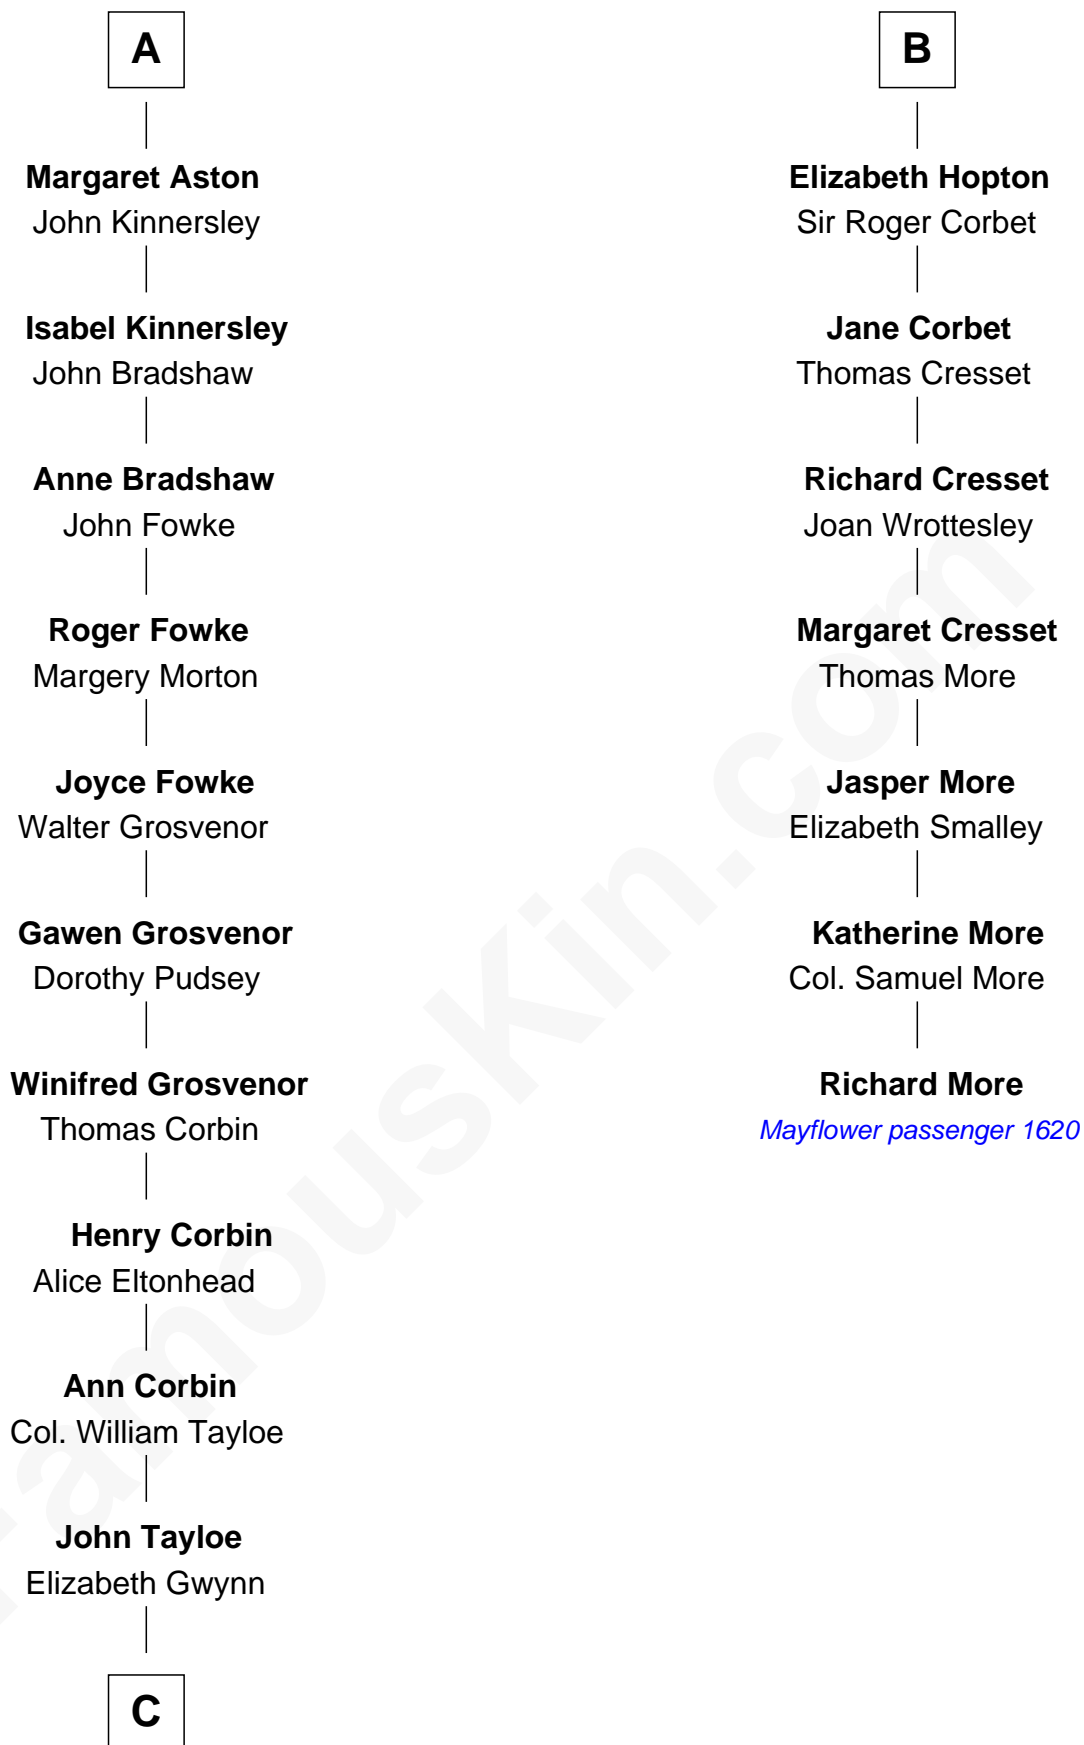 A
Margaret Aston
John Kinnersley
Isabel Kinnersley
John Bradshaw
Anne Bradshaw
John Fowke
Roger Fowke
Margery Morton
Joyce Fowke
Walter Grosvenor
Gawen Grosvenor
Dorothy Pudsey
Winifred Grosvenor
Thomas Corbin
Henry Corbin
Alice Eltonhead
Ann Corbin
Col. William Tayloe
John Tayloe
Elizabeth Gwynn
C
B
Elizabeth Hopton
Sir Roger Corbet
Jane Corbet
Thomas Cresset
Richard Cresset
Joan Wrottesley
Margaret Cresset
Thomas More
Jasper More
Elizabeth Smalley
Katherine More
Col. Samuel More
Richard More
Mayflower passenger 1620
FamousKin.com